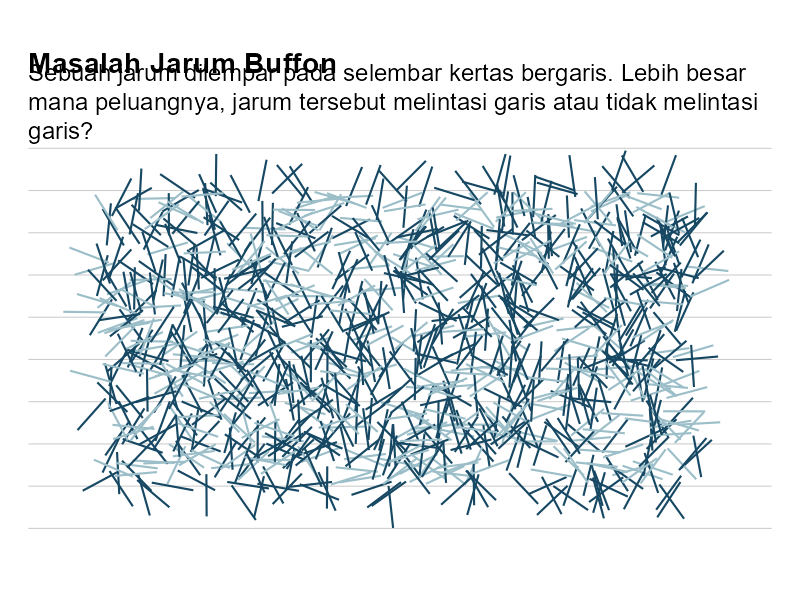 Masalah Jarum Buffon
Sebuah jarum dilempar pada selembar kertas bergaris. Lebih besar
mana peluangnya, jarum tersebut melintasi garis atau tidak melintasi
garis?